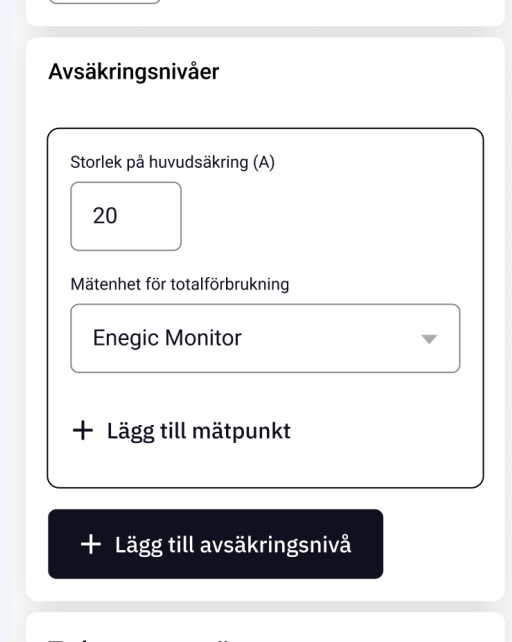 Avsäkringsnivåer
Storlek på huvudsäkring (A)
20
Mätenhet för totalförbrukning
Enegic Monitor
+ Lägg till mätpunkt
+ Lägg till avsäkringsnivå